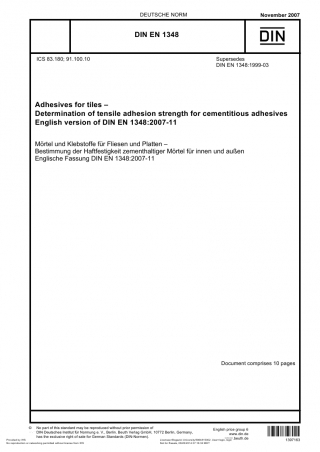 DEUTSCHE NORM
November 2007
DIN EN 1348
DIN
ICS 83.180; 91.100.10
Supersedes
DIN EN 1348:1999-03
Adhesives for tiles –
Determination of tensile adhesion strength for cementitious adhesives
English version of DIN EN 1348:2007-11
Mörtel und Klebstoffe für Fliesen und Platten –
Bestimmung der Haftfestigkeit zementhaltiger Mörtel für innen und außen
Englische Fassung DIN EN 1348:2007-11
Document comprises 10 pages
© No part of this standard may be reproduced without prior permission of
DIN Deutsches Institut für Normung e.V., Berlin. Beuth Verlag GmbH, 10772 Berlin, Germany,
has the exclusive right of sale for German Standards (DIN-Normen).
English price group 8
www.din.de
www.beuth.de